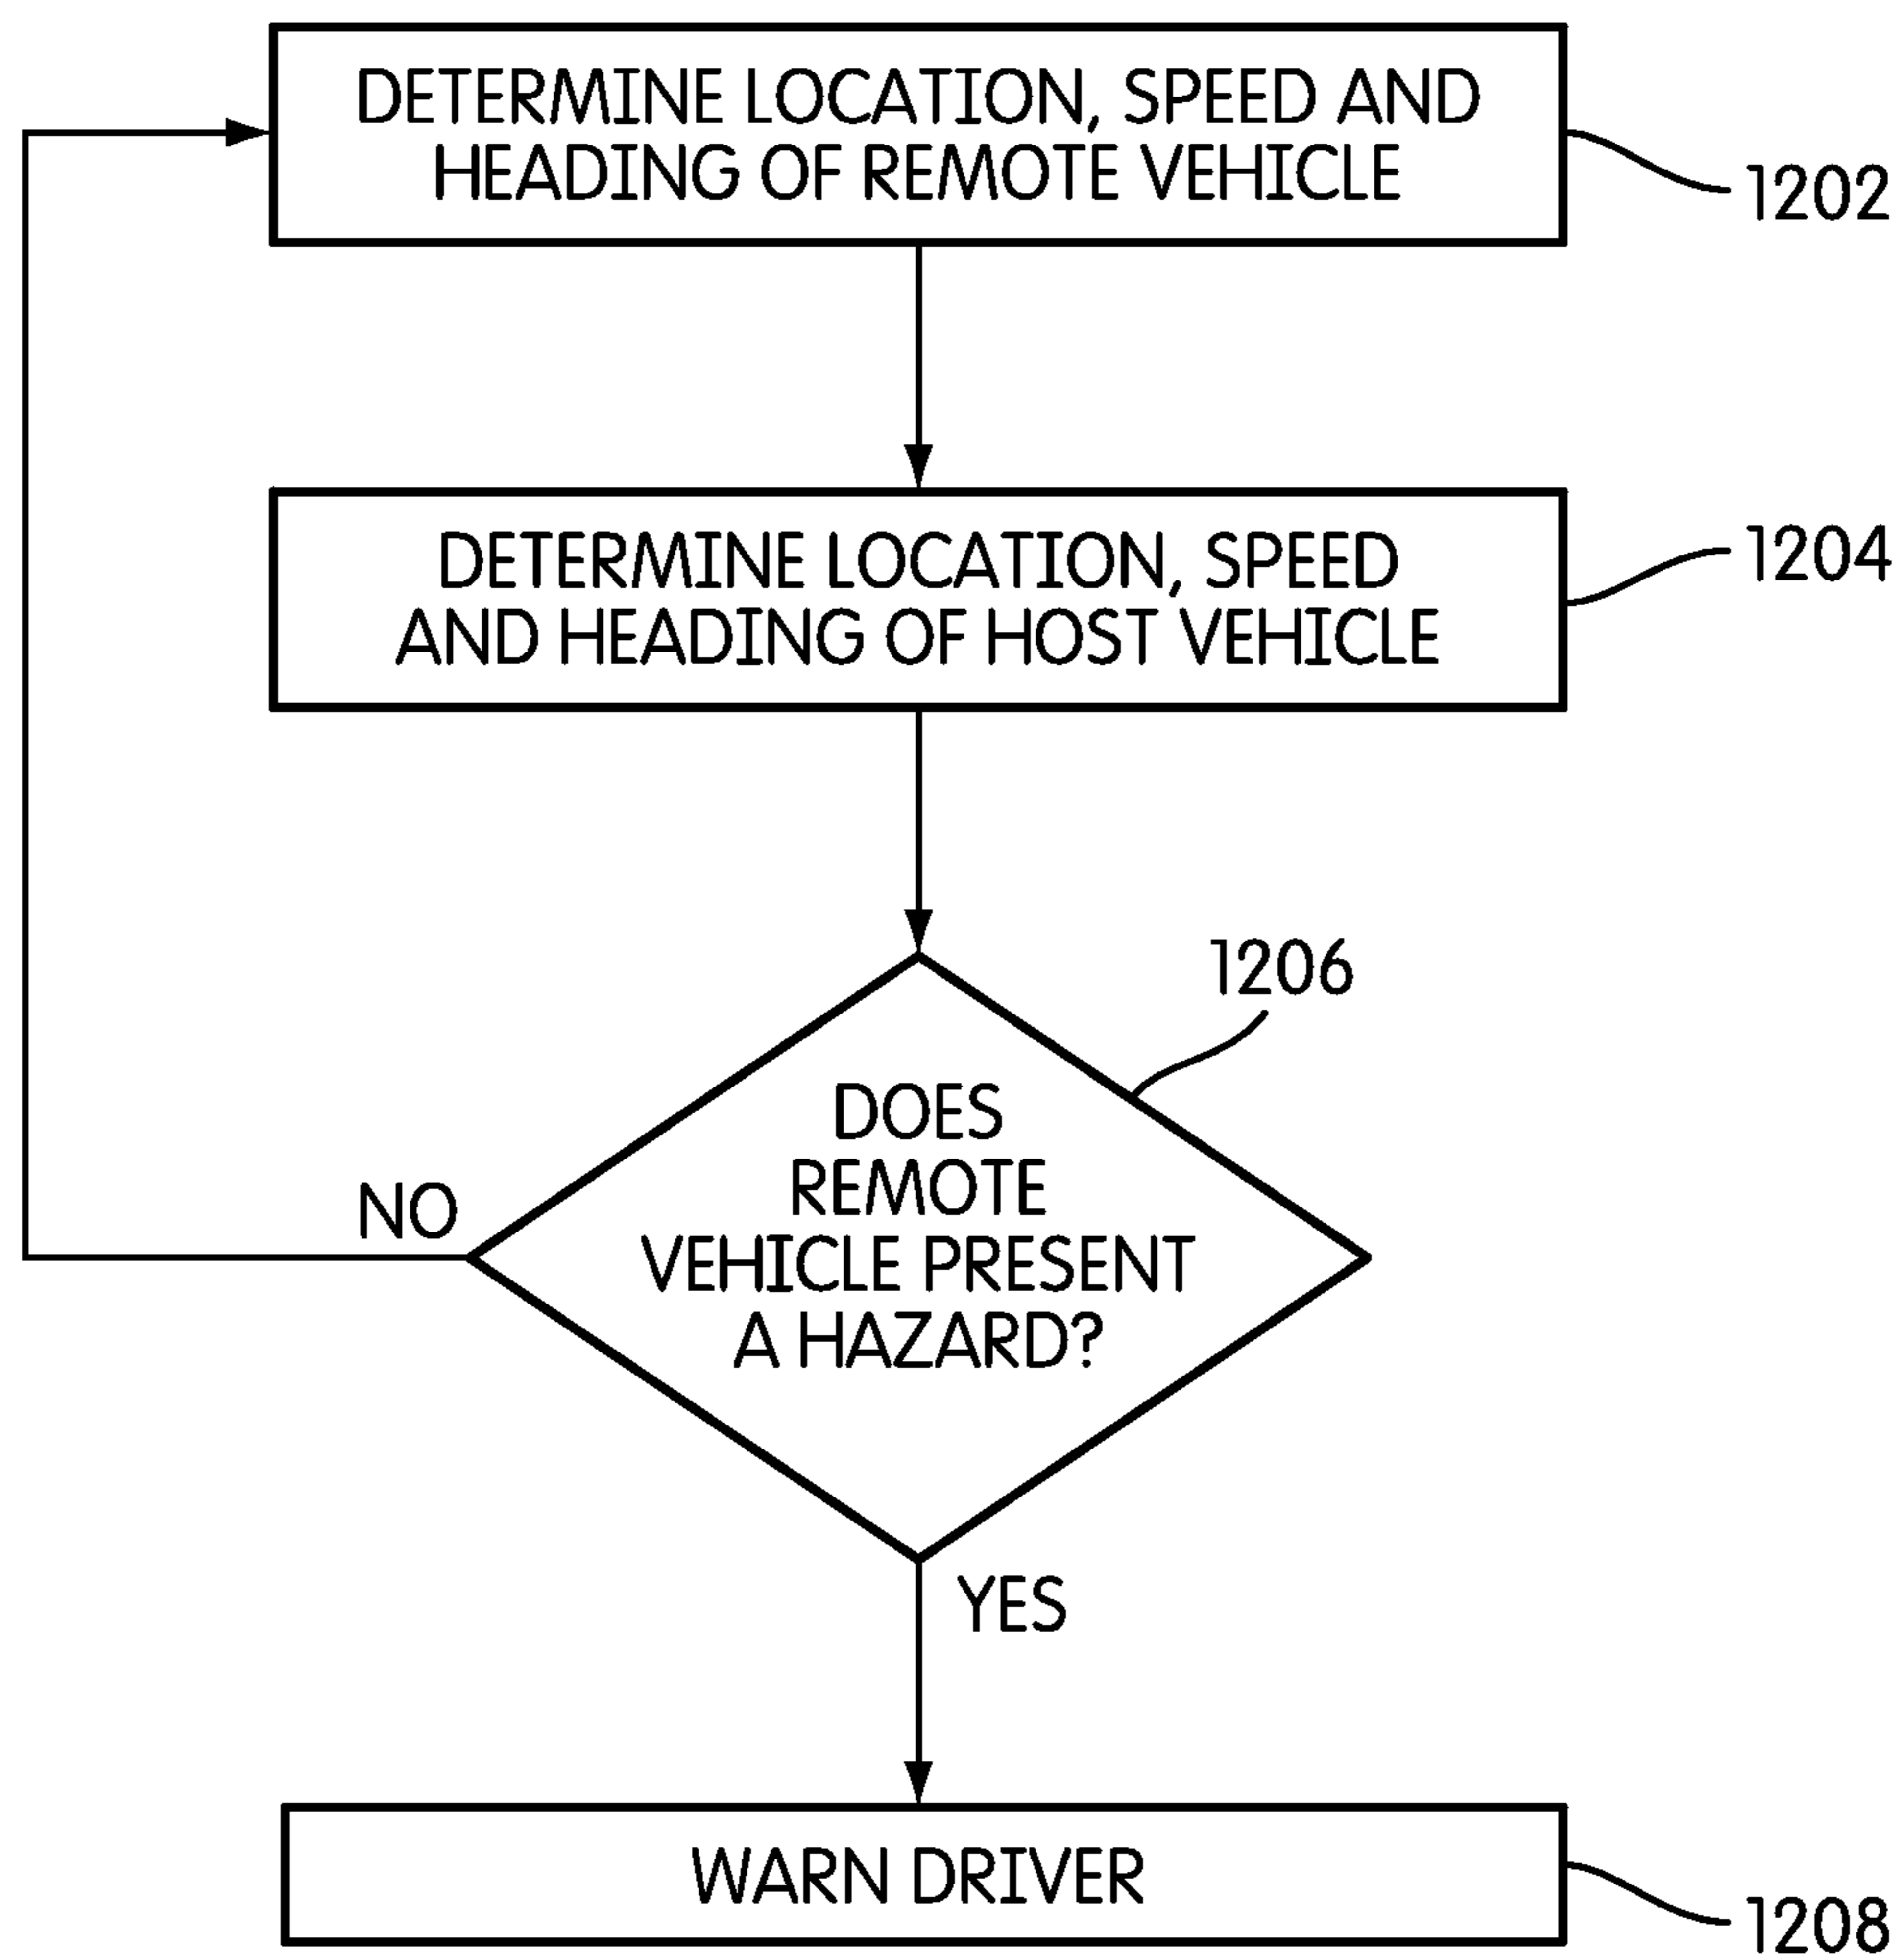 DETERMINE LOCATION, SPEED AND
HEADING OF REMOTE VEHICLE
1202
DETERMINE LOCATION, SPEED
AND HEADING OF HOST VEHICLE
1204
1206
DOES
REMOTE
VEHICLE PRESENT
A HAZARD?
NO
YES
WARN DRIVER
1208